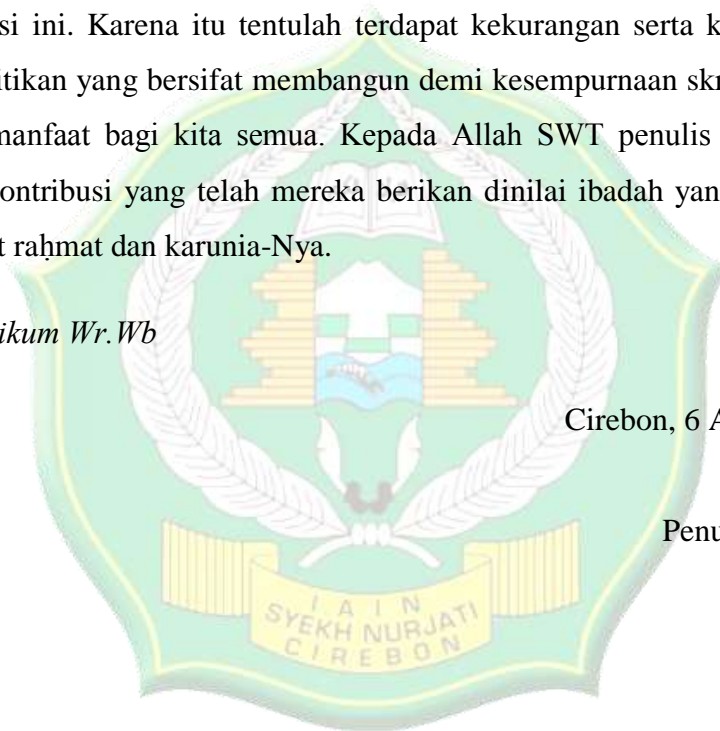 si ini. Karena itu tentulah terdapat kekurangan serta k
itikan yang bersifat membangun demi kesempurnaan skr
manfaat bagi kita semua. Kepada Allah SWT penulis
ontribusi yang telah mereka berikan dinilai ibadah yan
t raḥmat dan karunia-Nya.
ikum Wr.Wb
Cirebon, 6 A
Penu
IAIN
SYEKH NURJATI
CIREBON